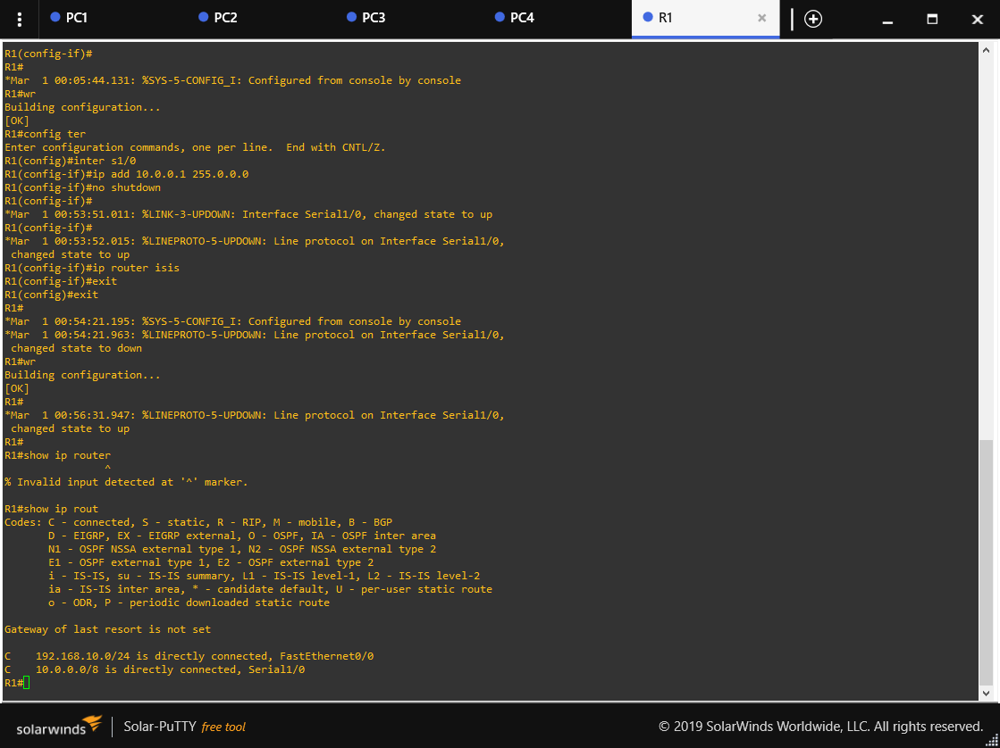 PC1 PC2 PC3 PC4 R1
R1(config-if)#
R1#
*Mar  1 00:05:44.131: %SYS-5-CONFIG_I: Configured from console by console
R1#wr
Building configuration...
[OK]
R1#config ter
Enter configuration commands, one per line.  End with CNTL/Z.
R1(config)#inter s1/0
R1(config-if)#ip add 10.0.0.1 255.0.0.0
R1(config-if)#no shutdown
R1(config-if)#
*Mar  1 00:53:51.011: %LINK-3-UPDOWN: Interface Serial1/0, changed state to up
R1(config-if)#
*Mar  1 00:53:52.015: %LINEPROTO-5-UPDOWN: Line protocol on Interface Serial1/0,
 changed state to up
R1(config-if)#ip router isis
R1(config-if)#exit
R1(config)#exit
R1#
*Mar  1 00:54:21.195: %SYS-5-CONFIG_I: Configured from console by console
*Mar  1 00:54:21.963: %LINEPROTO-5-UPDOWN: Line protocol on Interface Serial1/0,
 changed state to down
R1#wr
Building configuration...
[OK]
R1#
*Mar  1 00:56:31.947: %LINEPROTO-5-UPDOWN: Line protocol on Interface Serial1/0,
 changed state to up
R1#
R1#show ip router
                ^
% Invalid input detected at '^' marker.
R1#show ip rout
Codes: C - connected, S - static, R - RIP, M - mobile, B - BGP
       D - EIGRP, EX - EIGRP external, O - OSPF, IA - OSPF inter area
       N1 - OSPF NSSA external type 1, N2 - OSPF NSSA external type 2
       E1 - OSPF external type 1, E2 - OSPF external type 2
       i - IS-IS, su - IS-IS summary, L1 - IS-IS level-1, L2 - IS-IS level-2
       ia - IS-IS inter area, * - candidate default, U - per-user static route
       o - ODR, P - periodic downloaded static route
Gateway of last resort is not set
C    192.168.10.0/24 is directly connected, FastEthernet0/0
C    10.0.0.0/8 is directly connected, Serial1/0
R1#
solarwinds Solar-PuTTY free tool © 2019 SolarWinds Worldwide, LLC. All rights reserved.